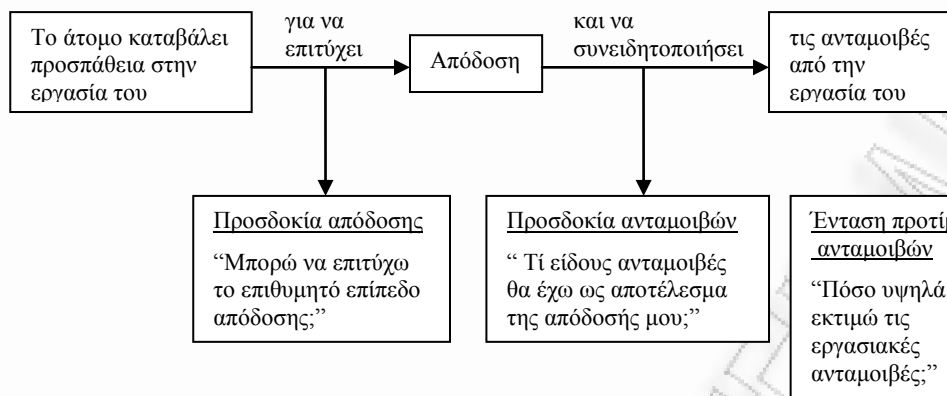 Το άτομο καταβάλει
προσπάθεια στην
εργασία του
για να
επιτύχει
Απόδοση
και να
συνειδητοποιήσει
τις ανταμοιβές
από την
εργασία του
Προσδοκία απόδοσης
“Μπορώ να επιτύχω
το επιθυμητό επίπεδο
απόδοσης;”
Προσδοκία ανταμοιβών
“ Τί είδους ανταμοιβές
θα έχω ως αποτέλεσμα
της απόδοσής μου;”
Ένταση
ανταμοιβών
“Πόσο υψηλά
εκτιμώ τις
εργασιακές
ανταμοιβές;”